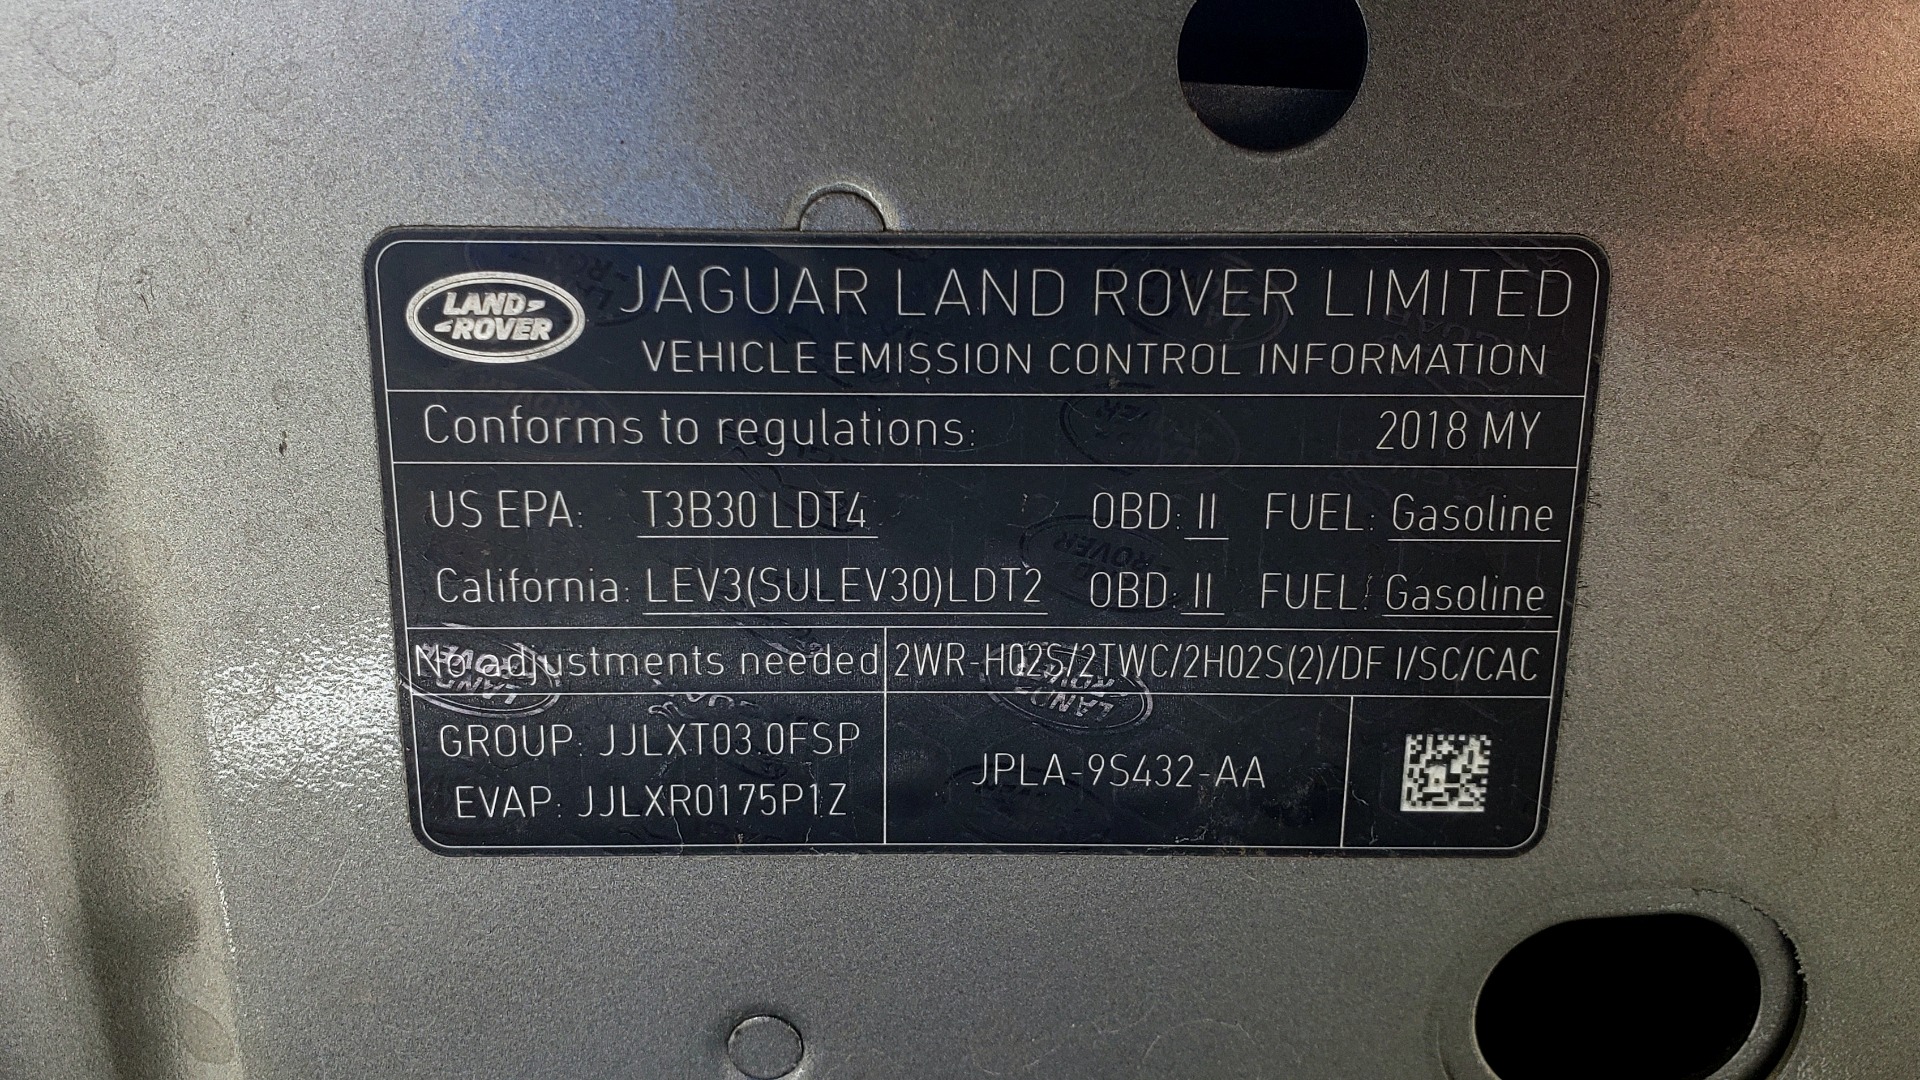 LAND-
-ROVER
JAGUAR LAND ROVER LIMITED
VEHICLE EMISSION CONTROL INFORMATION
Conforms to regulations: 2018 MY
US EPA: T3B30 LDT4 OBD: II FUEL: Gasoline
California: LEV3(SULEV30)LDT2 OBD: II FUEL: Gasoline
No adjustments needed 2WR-HO2S/2TWC/2HO2S(2)/DF I/SC/CAC
GROUP: JJLXT03.0FSP
EVAP: JJLXR0175P1Z
JPLA-9S432-AA